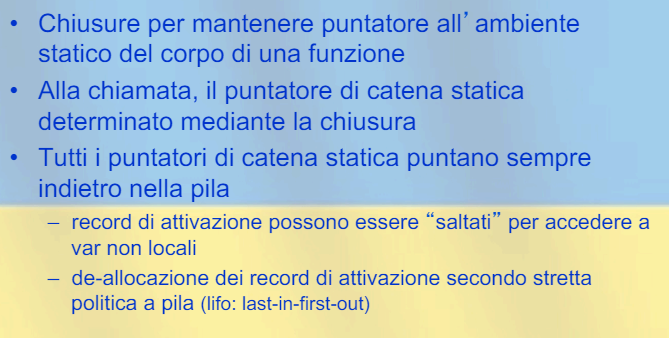 • Chiusure per mantenere puntatore all’ambiente
statico del corpo di una funzione
• Alla chiamata, il puntatore di catena statica
determinato mediante la chiusura
• Tutti i puntatori di catena statica puntano sempre
indietro nella pila
– record di attivazione possono essere “saltati” per accedere a
var non locali
– de-allocazione dei record di attivazione secondo stretta
politica a pila (lifo: last-in-first-out)